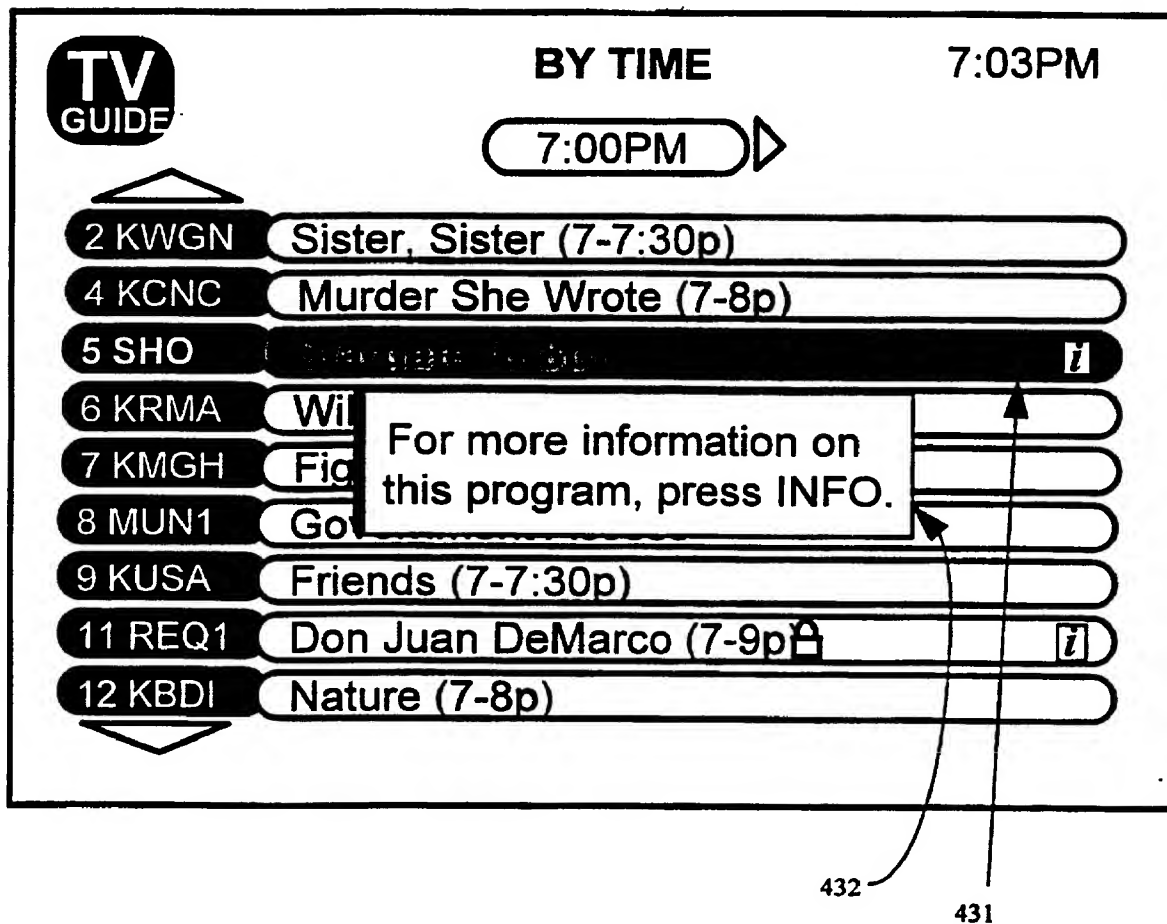 TV
GUIDE
BY TIME
7:03PM
7:00PM
2 KWGN
Sister, Sister (7-7:30p)
4 KCNC
Murder She Wrote (7-8p)
5 SHO
i
6 KRMA
7 KMGH
For more information on
this program, press INFO.
8 MUN1
9 KUSA
Friends (7-7:30p)
11 REQ1
Don Juan DeMarco (7-9p)
i
12 KBDI
Nature (7-8p)
432
431